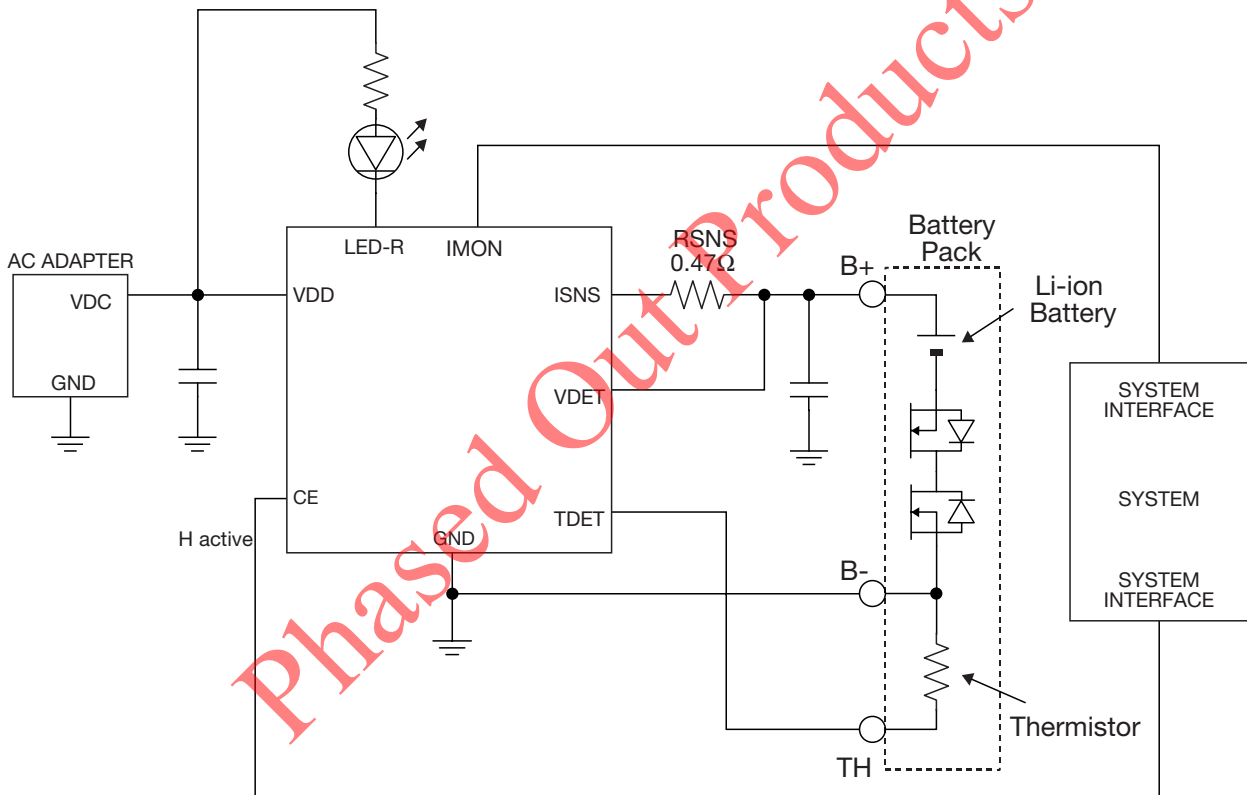 AC ADAPTER
VDC
GND
LED-R
IMON
VDD
ISNS
VDET
CE
TDET
GND
H active
RSNS
0.47Ω
B+
B-
TH
Battery
Pack
Li-ion
Battery
Thermistor
SYSTEM
INTERFACE
SYSTEM
SYSTEM
INTERFACE
Phased Out Products